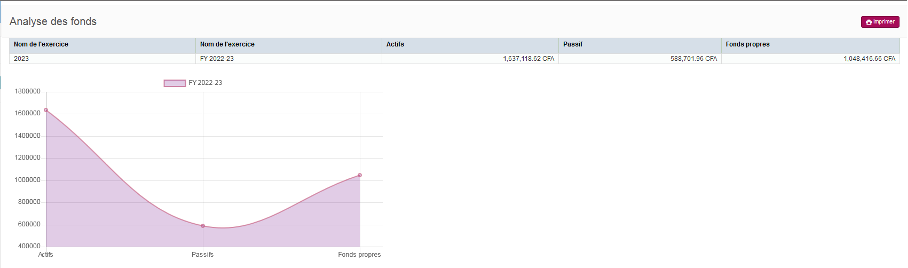 Analyse des fonds
Imprimer
Nom de l'exercice Nom de l'exercice Actifs Passif Fonds propres
2023 FY 2022-23 1,637,118.62 CFA 588,701.96 CFA 1,048,416.66 CFA
FY 2022-23
1800000
1600000
1400000
1200000
1000000
800000
600000
400000
Actifs Passifs Fonds propres